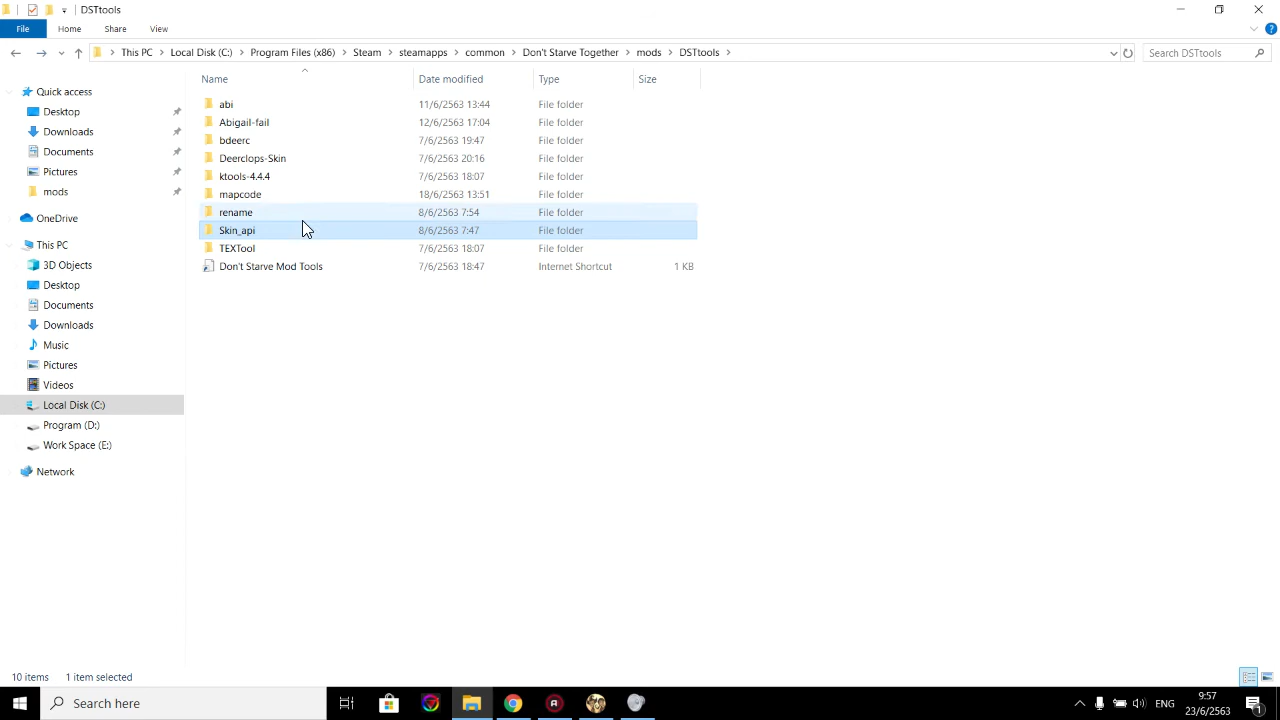 DSTtools
File Home Share View
This PC Local Disk (C:) Program Files (x86) Steam steamapps common Don't Starve Together mods DSTtools Search DSTtools
Name Date modified Type Size
Quick access
Desktop
Downloads
Documents
Pictures
mods
OneDrive
This PC
3D Objects
Desktop
Documents
Downloads
Music
Pictures
Videos
Local Disk (C:)
Program (D:)
Work Space (E:)
Network
abi 11/6/2563 13:44 File folder
Abigail-fail 12/6/2563 17:04 File folder
bdeerc 7/6/2563 19:47 File folder
Deerclops-Skin 7/6/2563 20:16 File folder
ktools-4.4.4 7/6/2563 18:07 File folder
mapcode 18/6/2563 13:51 File folder
rename 8/6/2563 7:54 File folder
Skin_api 8/6/2563 7:47 File folder
TEXTool 7/6/2563 18:07 File folder
Don't Starve Mod Tools 7/6/2563 18:47 Internet Shortcut 1 KB
10 items 1 item selected
Search here
ENG
9:57
23/6/2563
1